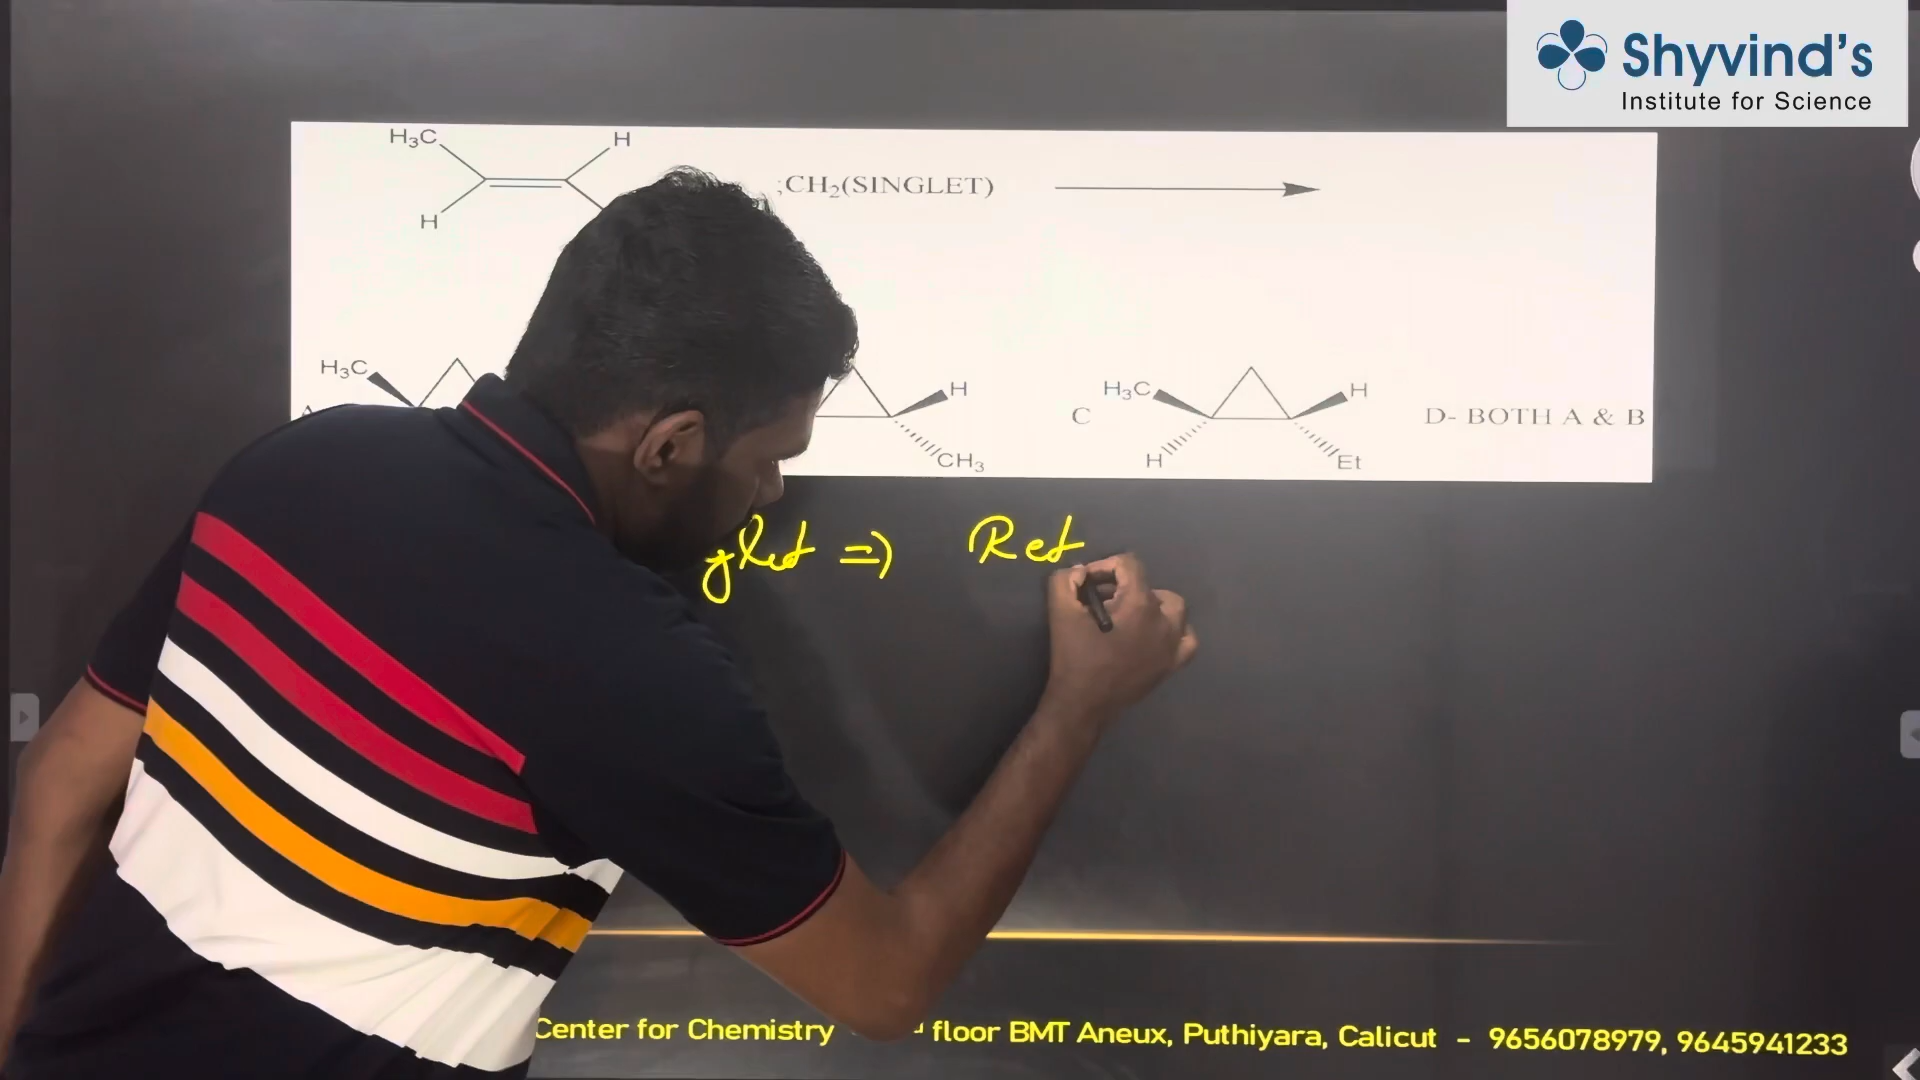 Shyvind's
Institute for Science
H₃C
H
H
:CH₂(SINGLET)
H₃C
H
CH₃
C
H₃C
H
H
Et
D- BOTH A & B
Ret
Center for Chemistry
floor BMT Aneux, Puthiyara, Calicut - 9656078979, 9645941233